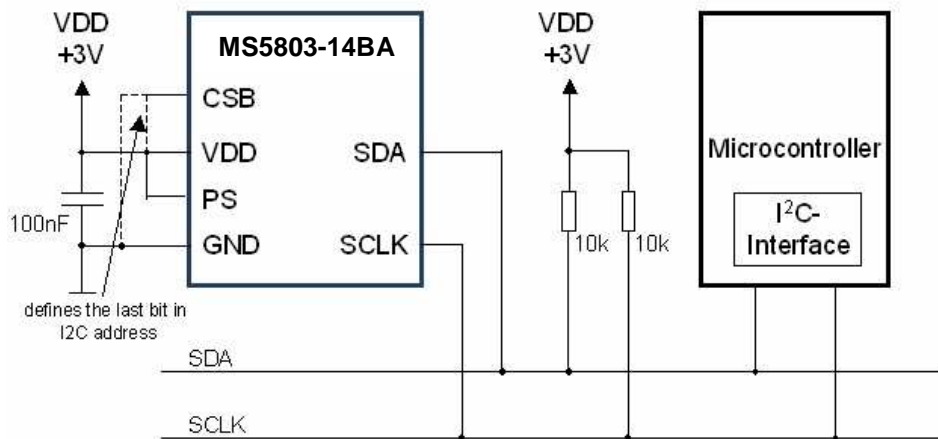 VDD
+3V
MS5803-14BA
CSB
VDD
PS
GND
SDA
SCLK
100nF
defines the last bit in
I2C address
VDD
+3V
10k
10k
Microcontroller
I²C-
Interface
SDA
SCLK